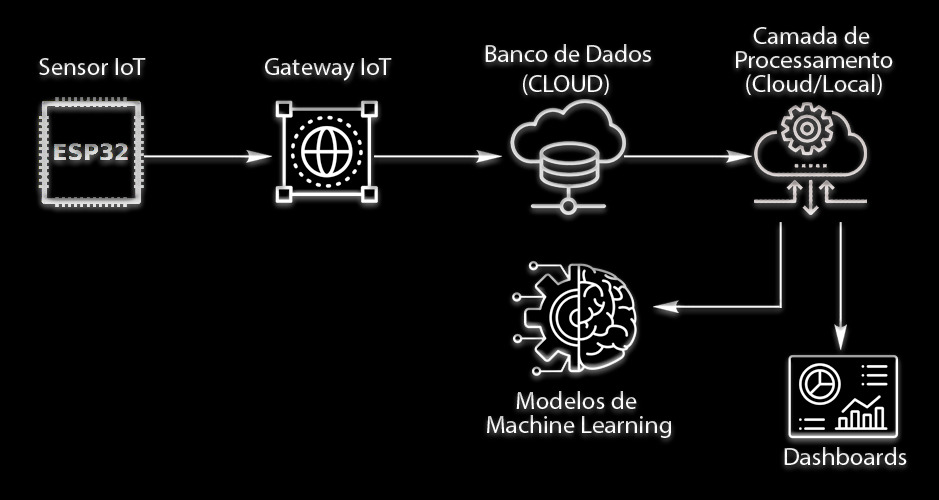 Sensor IoT
Gateway IoT
Banco de Dados
(CLOUD)
Camada de
Processamento
(Cloud/Local)
ESP32
Modelos de
Machine Learning
Dashboards